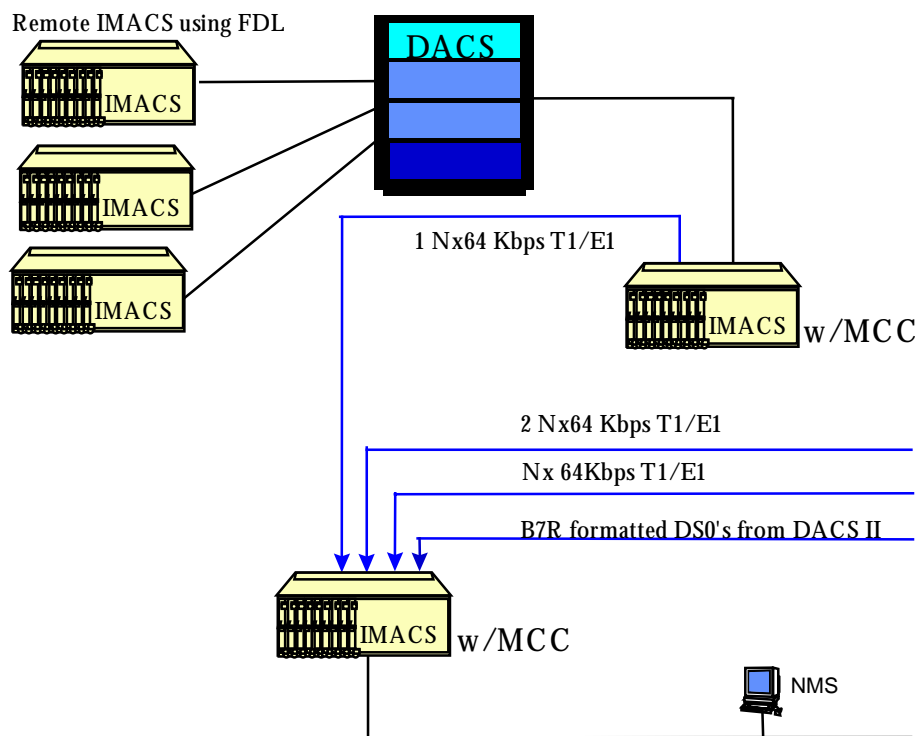 Remote IMACS using FDL
DACS
IMACS
IMACS
IMACS
1 Nx64 Kbps T1/E1
IMACS
w/MCC
2 Nx64 Kbps T1/E1
Nx 64Kbps T1/E1
B7R formatted DS0's from DACS II
IMACS
w/MCC
NMS